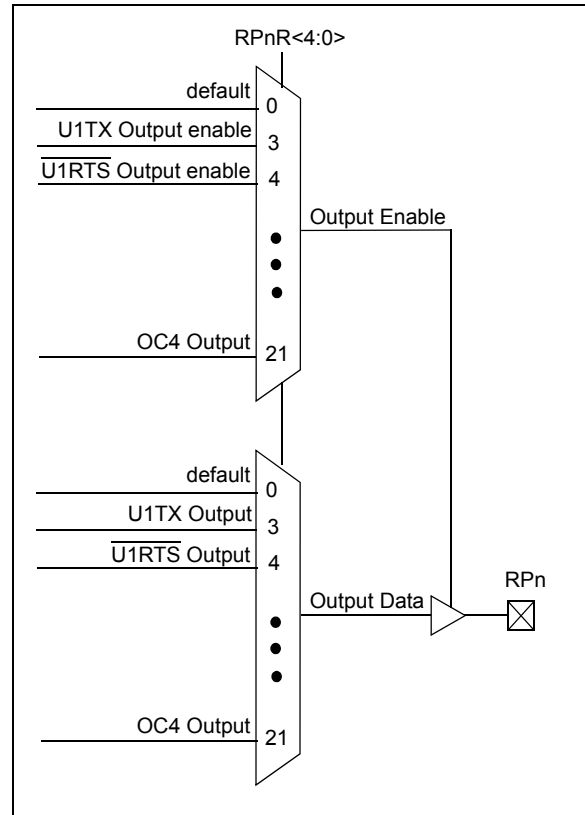 RPnR<4:0>
default
0
U1TX Output enable
3
U1RTS Output enable
4
Output Enable
OC4 Output
21
default
0
U1TX Output
3
U1RTS Output
4
RPn
Output Data
OC4 Output
21